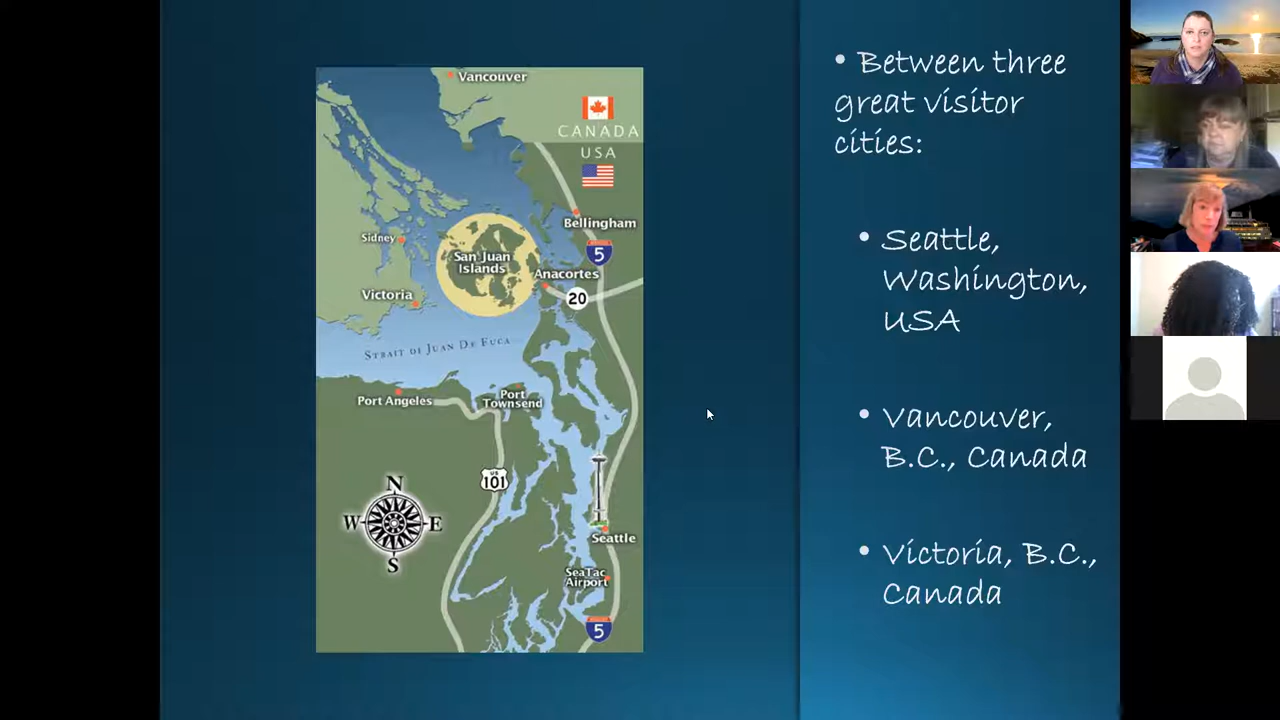 Vancouver
CANADA
USA
Bellingham
5
Sidney
San Juan
Islands
Anacortes
20
Victoria
STRAIT OF JUAN DE FUCA
Port Angeles
Port
Townsend
US
101
N
W
E
S
Seattle
SeaTac
Airport
5
• Between three
great visitor
cities:
• Seattle,
Washington,
USA
• Vancouver,
B.C., Canada
• Victoria, B.C.,
Canada